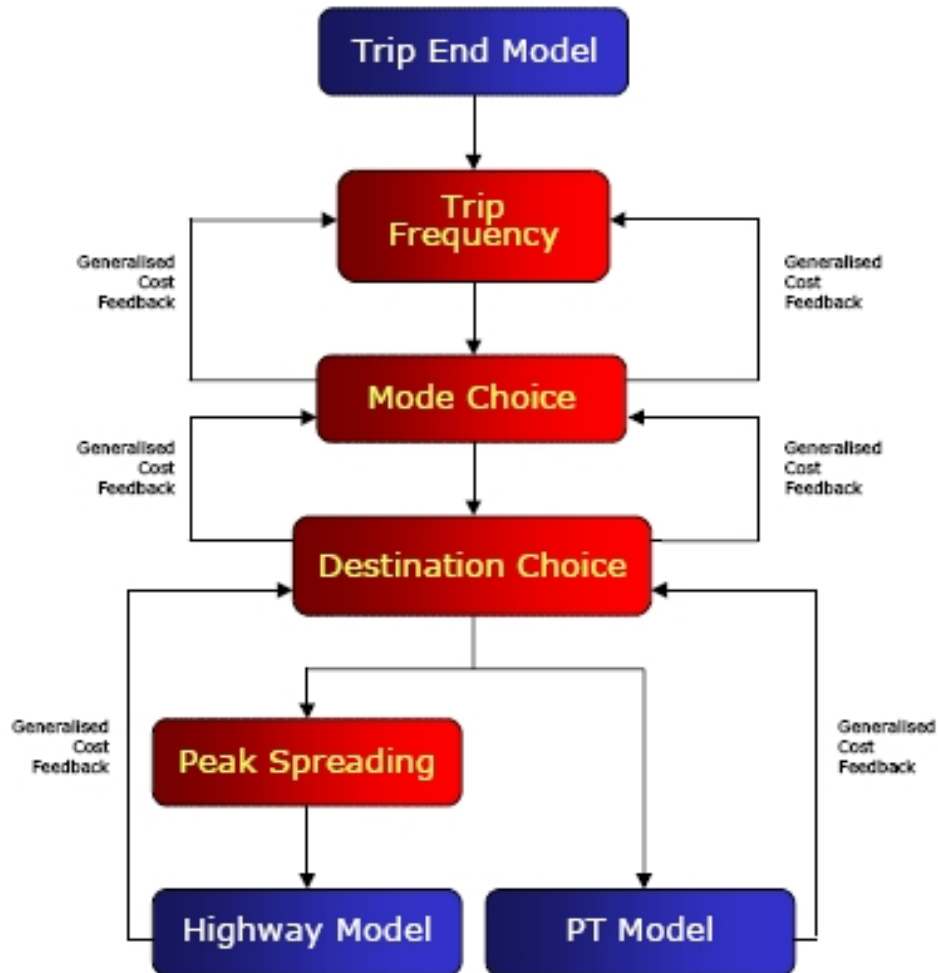 Trip End Model
Trip
Frequency
Generalised
Cost
Feedback
Generalised
Cost
Feedback
Mode Choice
Generalised
Cost
Feedback
Generalised
Cost
Feedback
Destination Choice
Generalised
Cost
Feedback
Peak Spreading
Generalised
Cost
Feedback
Highway Model
PT Model